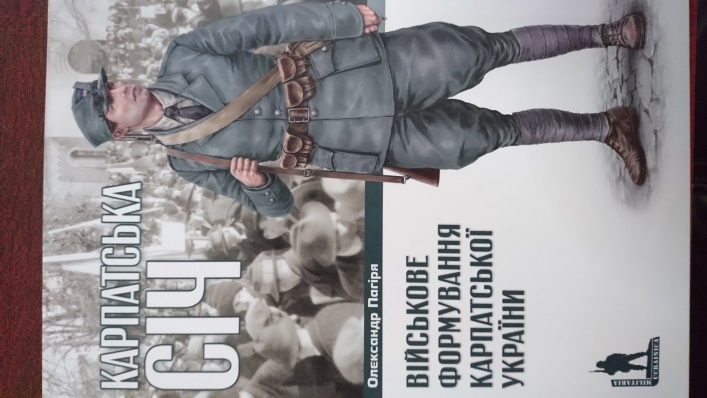 КАРПАТСЬКА
СІЧ
Олександр Пагіря
ВІЙСЬКОВЕ
ФОРМУВАННЯ
КАРПАТСЬКОЇ
УКРАЇНИ
MILITARIA
UCRAINICA